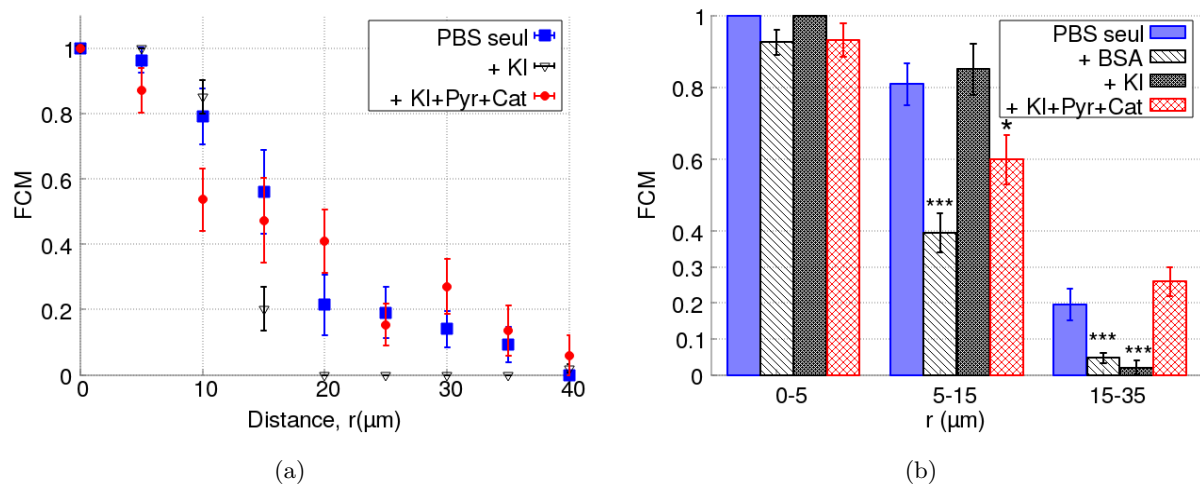 FCM
1
0.8
0.6
0.4
0.2
0
0
10
20
30
40
Distance, r(µm)
PBS seul
+ KI
+ KI+Pyr+Cat
(a)
FCM
1
0.8
0.6
0.4
0.3
0.2
0.1
0
PBS seul
+ BSA
+ KI
+ KI+Pyr+Cat
***
*
***
***
0-5
5-15
15-35
r (µm)
(b)